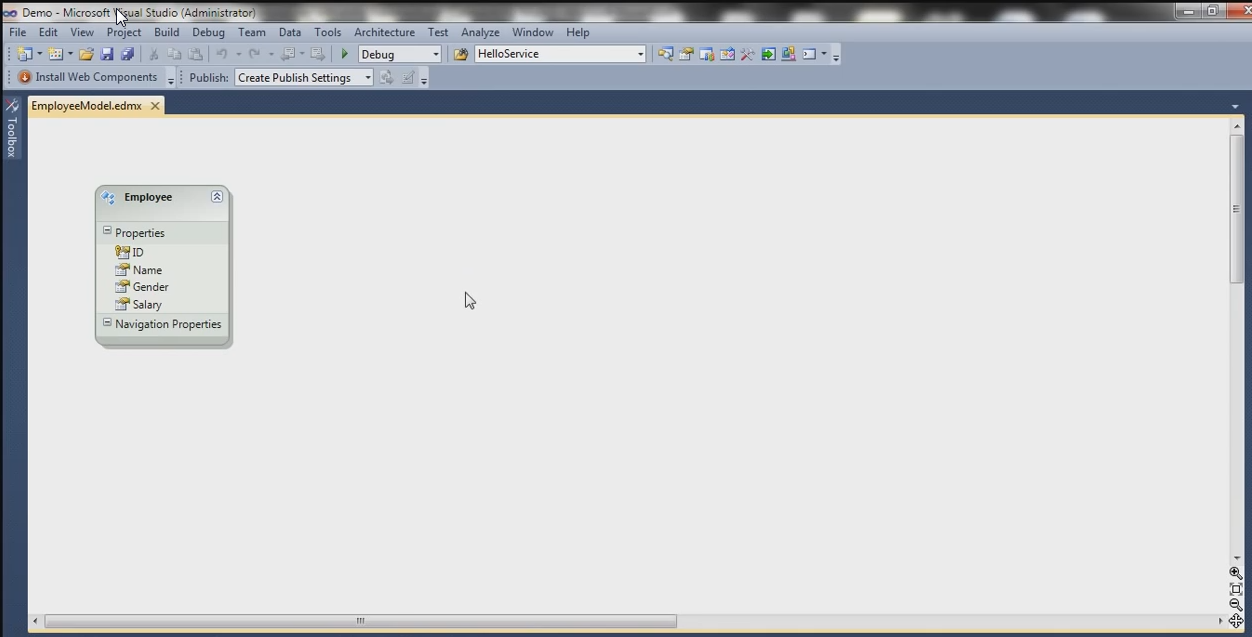 Demo - Microsoft Visual Studio (Administrator)
File Edit View Project Build Debug Team Data Tools Architecture Test Analyze Window Help
Debug HelloService
Install Web Components Publish: Create Publish Settings
EmployeeModel.edmx
Toolbox
Employee
Properties
ID
Name
Gender
Salary
Navigation Properties